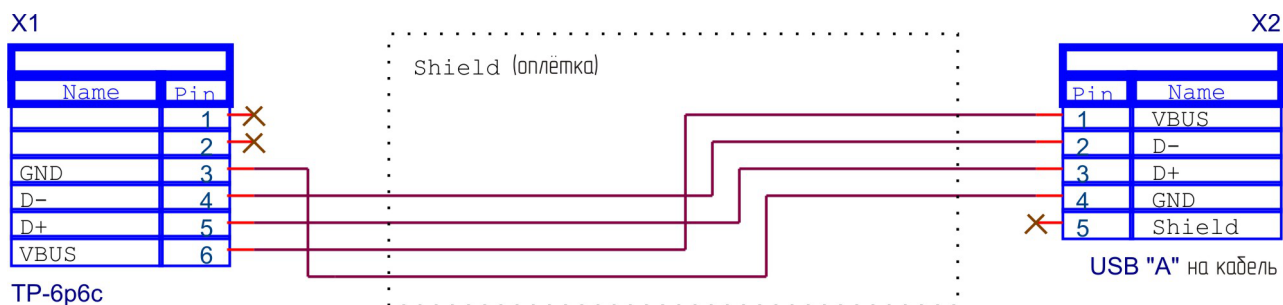 X1
X2
Shield (оплётка)
Name Pin
1
2
GND 3
D- 4
D+ 5
VBUS 6
TP-6p6c
Pin Name
1 VBUS
2 D-
3 D+
4 GND
5 Shield
USB "A" на кабель